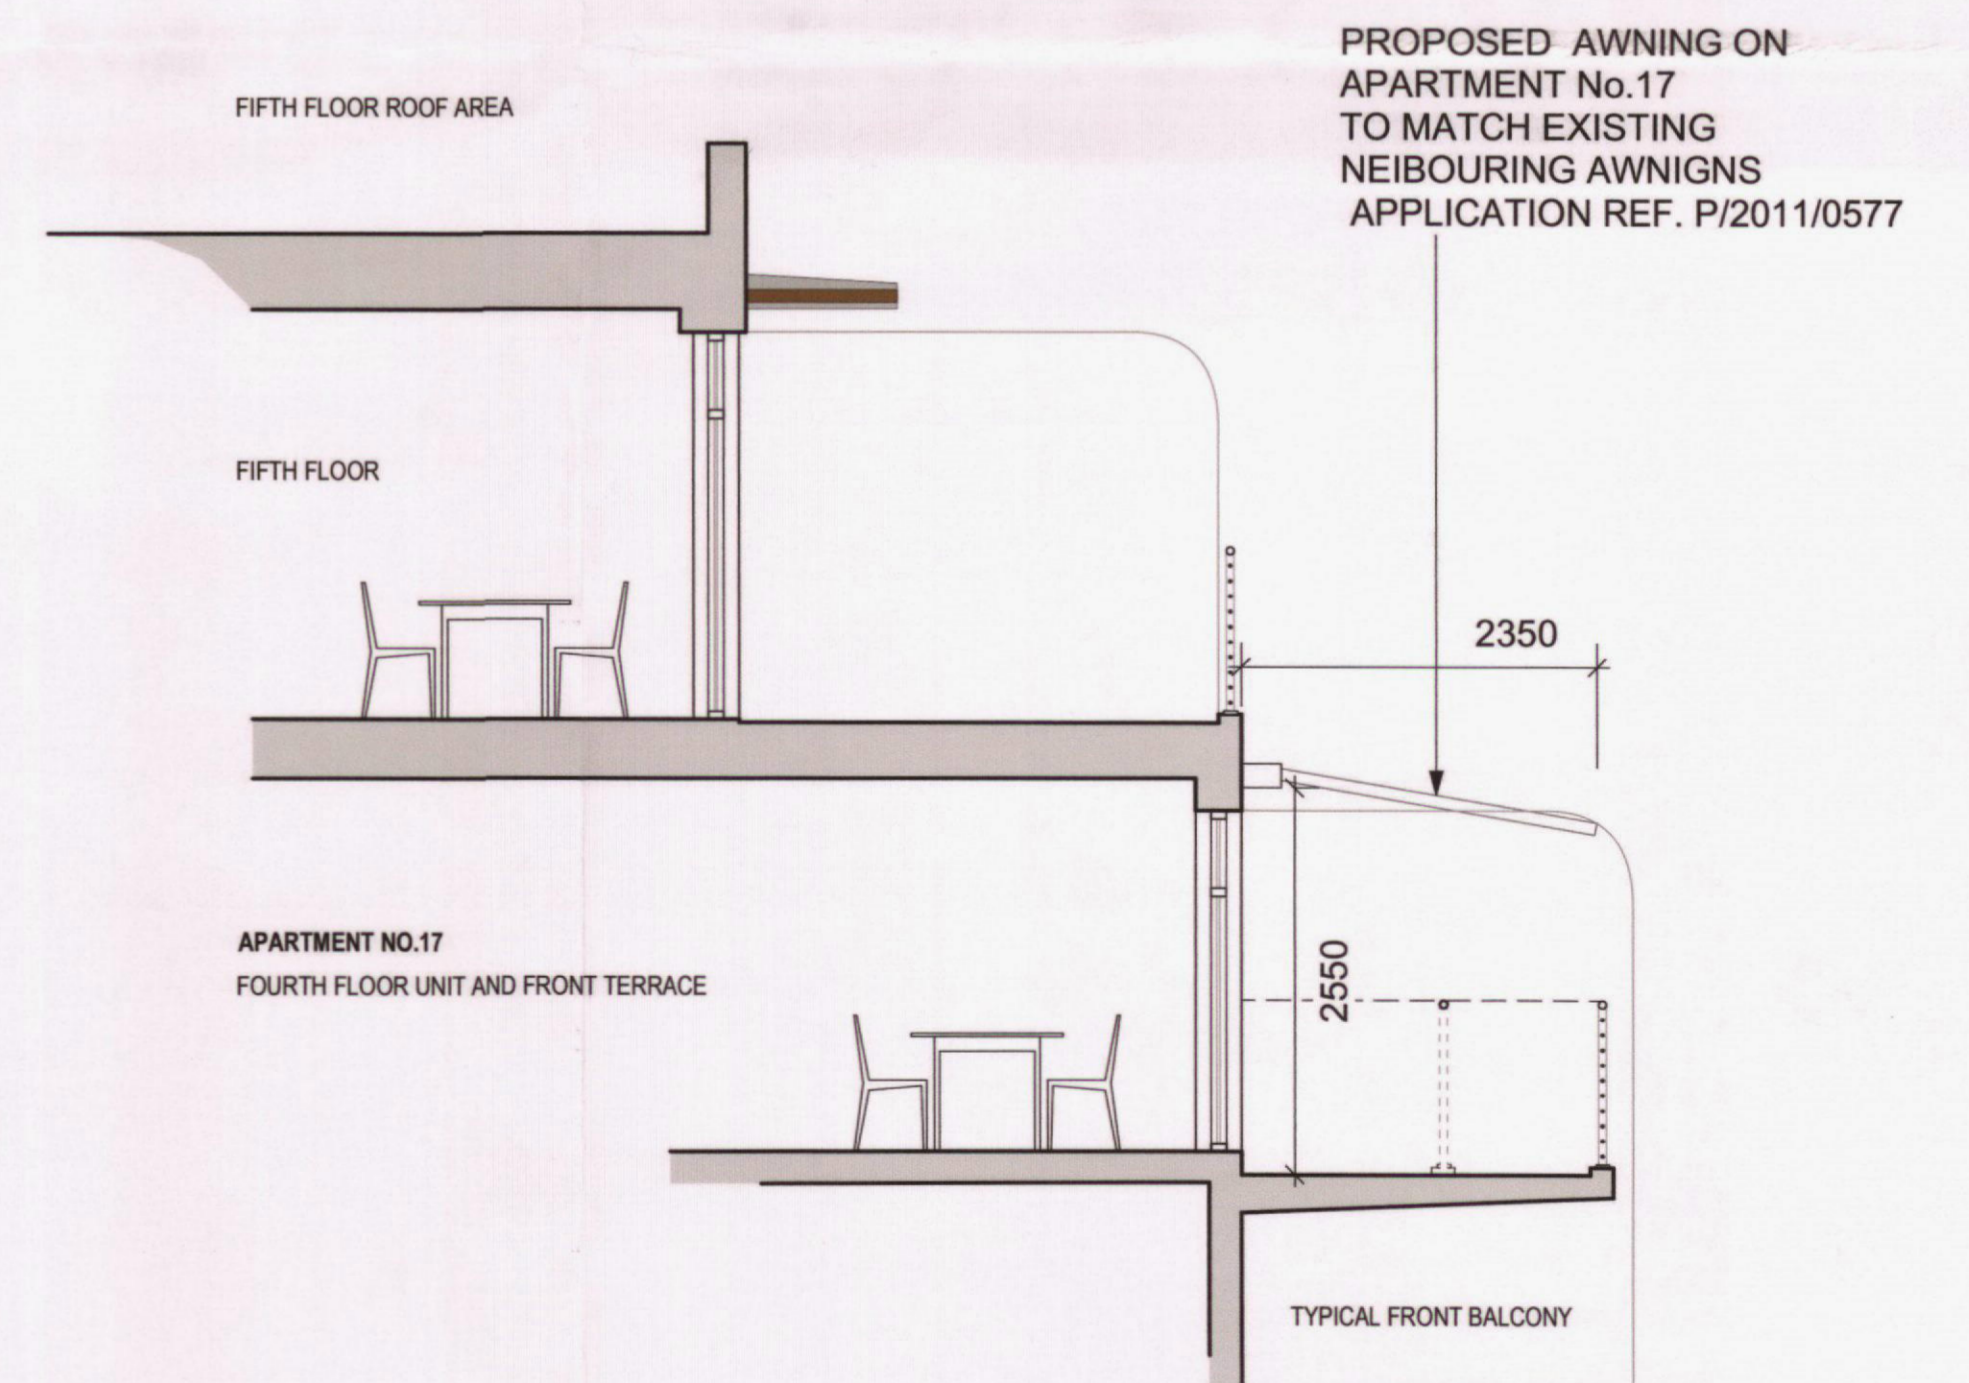 PROPOSED AWNING ON
APARTMENT No.17
TO MATCH EXISTING
NEIBOURING AWNIGNS
APPLICATION REF. P/2011/0577
FIFTH FLOOR ROOF AREA
FIFTH FLOOR
2350
APARTMENT NO.17
FOURTH FLOOR UNIT AND FRONT TERRACE
2550
TYPICAL FRONT BALCONY